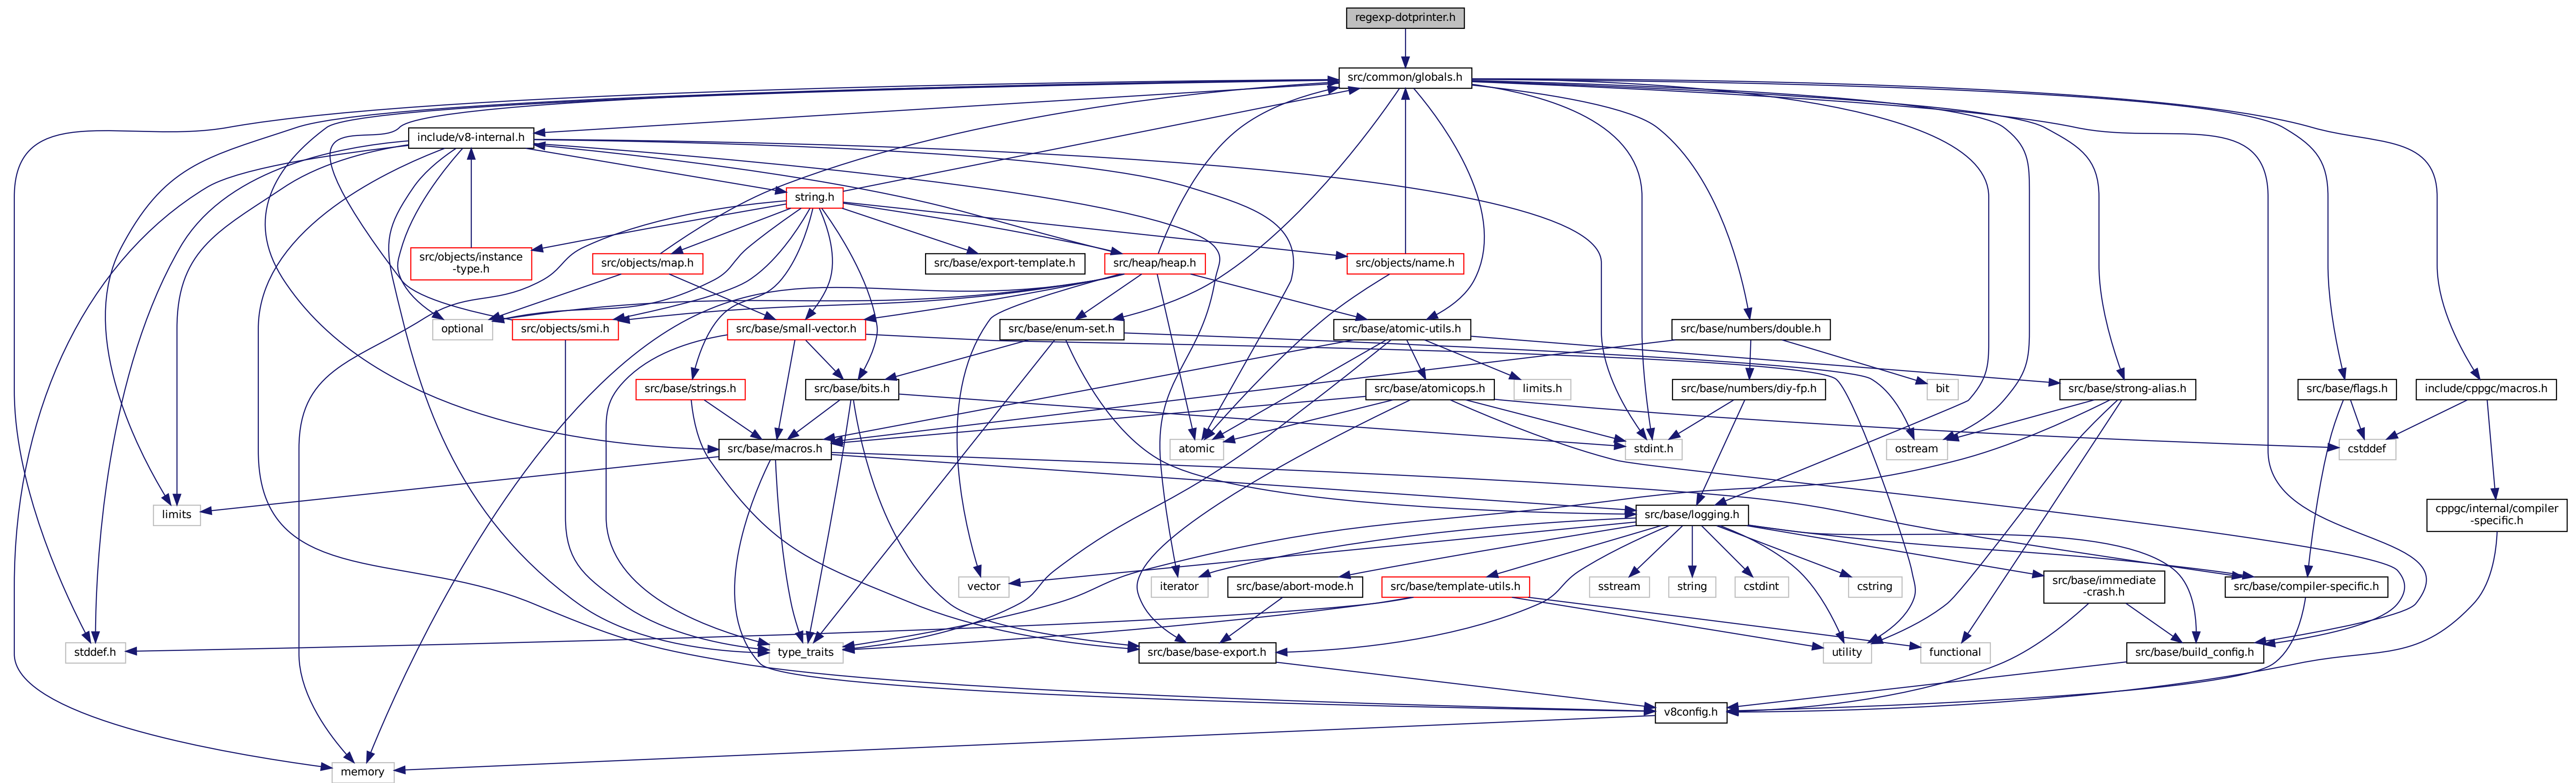 regexp-dotprinter.h
src/common/globals.h
include/v8-internal.h
string.h
src/objects/instance
-type.h
src/objects/map.h
src/base/export-template.h
src/heap/heap.h
src/objects/name.h
optional
src/objects/smi.h
src/base/small-vector.h
src/base/enum-set.h
src/base/atomic-utils.h
src/base/numbers/double.h
src/base/strings.h
src/base/bits.h
src/base/atomicops.h
limits.h
src/base/numbers/diy-fp.h
bit
src/base/strong-alias.h
src/base/flags.h
include/cppgc/macros.h
src/base/macros.h
atomic
stdint.h
ostream
cstddef
limits
src/base/logging.h
cppgc/internal/compiler
-specific.h
vector
iterator
src/base/abort-mode.h
src/base/template-utils.h
sstream
string
cstdint
cstring
src/base/immediate
-crash.h
src/base/compiler-specific.h
stddef.h
type_traits
src/base/base-export.h
utility
functional
src/base/build_config.h
v8config.h
memory